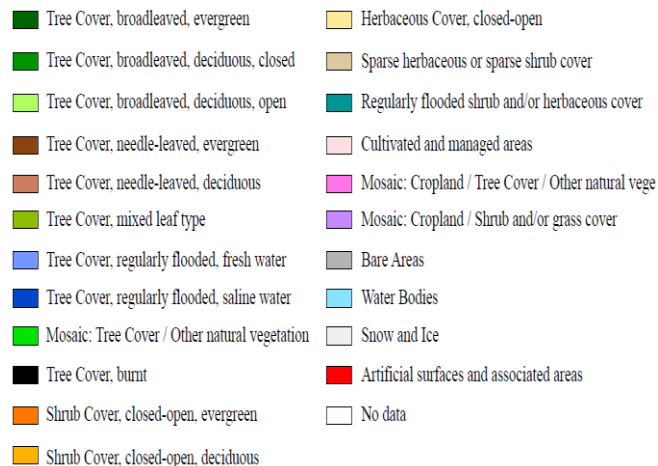 Tree Cover, broadleaved, evergreen
Tree Cover, broadleaved, deciduous, closed
Tree Cover, broadleaved, deciduous, open
Tree Cover, needle-leaved, evergreen
Tree Cover, needle-leaved, deciduous
Tree Cover, mixed leaf type
Tree Cover, regularly flooded, fresh water
Tree Cover, regularly flooded, saline water
Mosaic: Tree Cover / Other natural vegetation
Tree Cover, burnt
Shrub Cover, closed-open, evergreen
Shrub Cover, closed-open, deciduous
Herbaceous Cover, closed-open
Sparse herbaceous or sparse shrub cover
Regularly flooded shrub and/or herbaceous cover
Cultivated and managed areas
Mosaic: Cropland / Tree Cover / Other natural vege
Mosaic: Cropland / Shrub and/or grass cover
Bare Areas
Water Bodies
Snow and Ice
Artificial surfaces and associated areas
No data